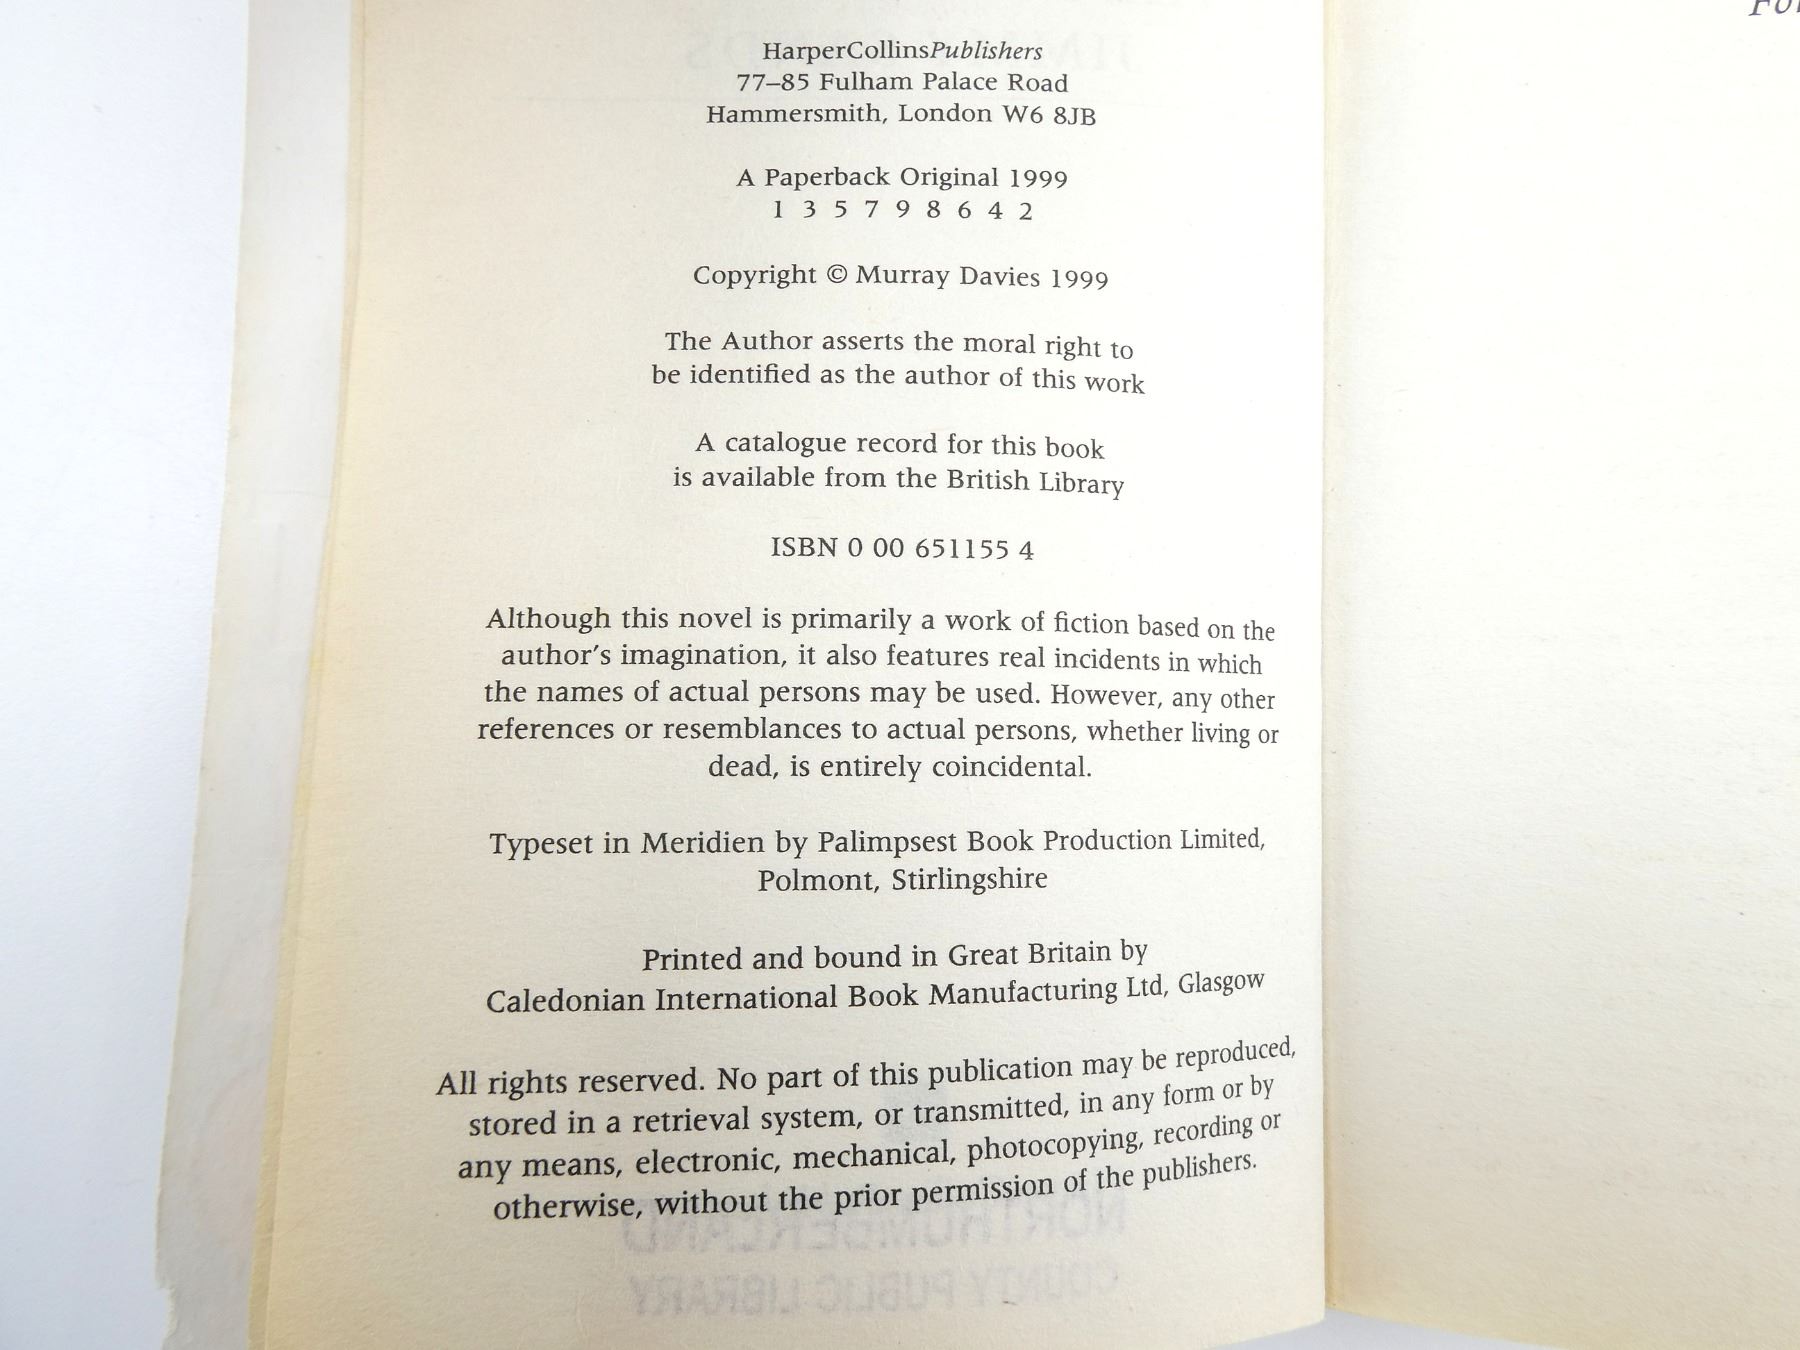 HarperCollinsPublishers
77–85 Fulham Palace Road
Hammersmith, London W6 8JB
A Paperback Original 1999
1 3 5 7 9 8 6 4 2
Copyright © Murray Davies 1999
The Author asserts the moral right to
be identified as the author of this work
A catalogue record for this book
is available from the British Library
ISBN 0 00 651155 4
Although this novel is primarily a work of fiction based on the
author's imagination, it also features real incidents in which
the names of actual persons may be used. However, any other
references or resemblances to actual persons, whether living or
dead, is entirely coincidental.
Typeset in Meridien by Palimpsest Book Production Limited,
Polmont, Stirlingshire
Printed and bound in Great Britain by
Caledonian International Book Manufacturing Ltd, Glasgow
All rights reserved. No part of this publication may be reproduced,
stored in a retrieval system, or transmitted, in any form or by
any means, electronic, mechanical, photocopying, recording or
otherwise, without the prior permission of the publishers.
NORTHUMBERLAND
COUNTY PUBLIC LIBRARY